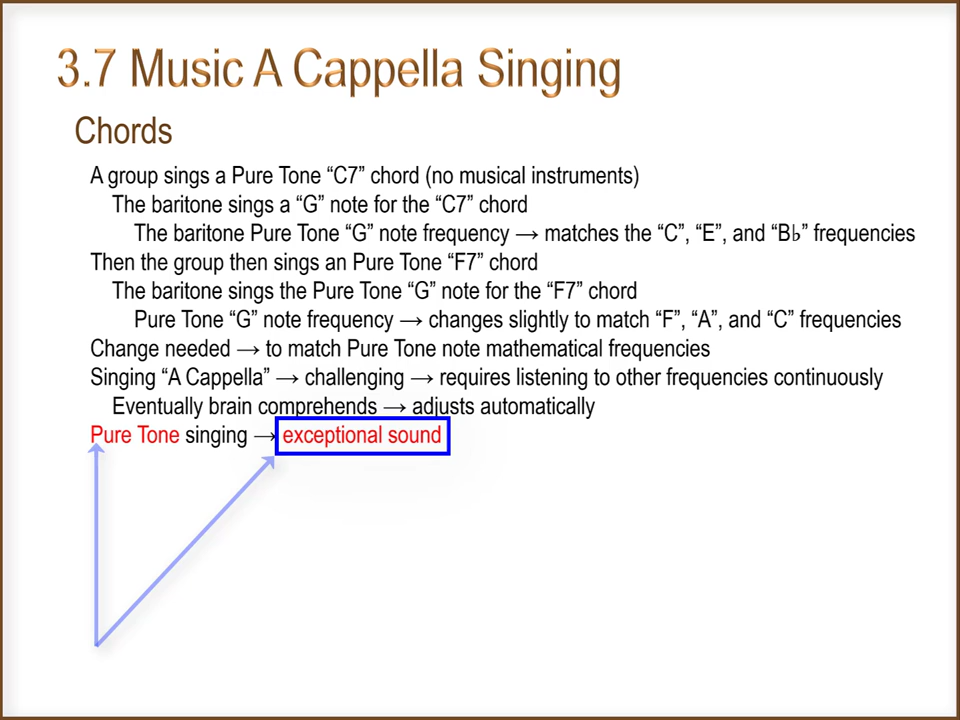 3.7 Music A Cappella Singing
Chords
A group sings a Pure Tone “C7” chord (no musical instruments)
The baritone sings a “G” note for the “C7” chord
The baritone Pure Tone “G” note frequency → matches the “C”, “E”, and “B♭” frequencies
Then the group then sings an Pure Tone “F7” chord
The baritone sings the Pure Tone “G” note for the “F7” chord
Pure Tone “G” note frequency → changes slightly to match “F”, “A”, and “C” frequencies
Change needed → to match Pure Tone note mathematical frequencies
Singing “A Cappella” → challenging → requires listening to other frequencies continuously
Eventually brain comprehends → adjusts automatically
Pure Tone singing → exceptional sound